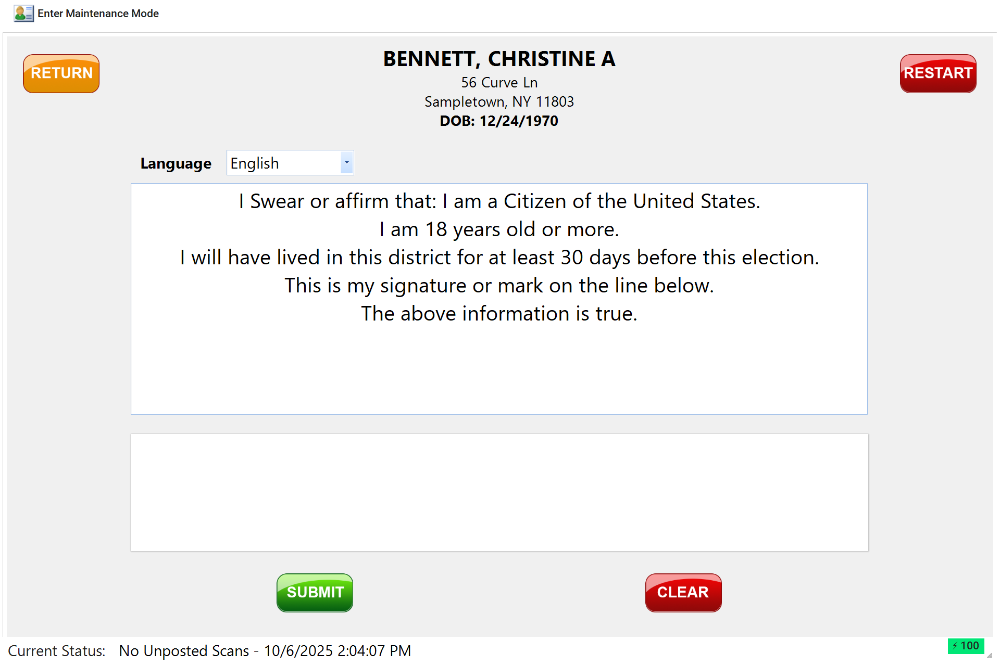 Enter Maintenance Mode
RETURN
BENNETT, CHRISTINE A
56 Curve Ln
Sampletown, NY 11803
DOB: 12/24/1970
RESTART
Language English
I Swear or affirm that: I am a Citizen of the United States.
I am 18 years old or more.
I will have lived in this district for at least 30 days before this election.
This is my signature or mark on the line below.
The above information is true.
SUBMIT
CLEAR
Current Status: No Unposted Scans - 10/6/2025 2:04:07 PM
⚡ 100